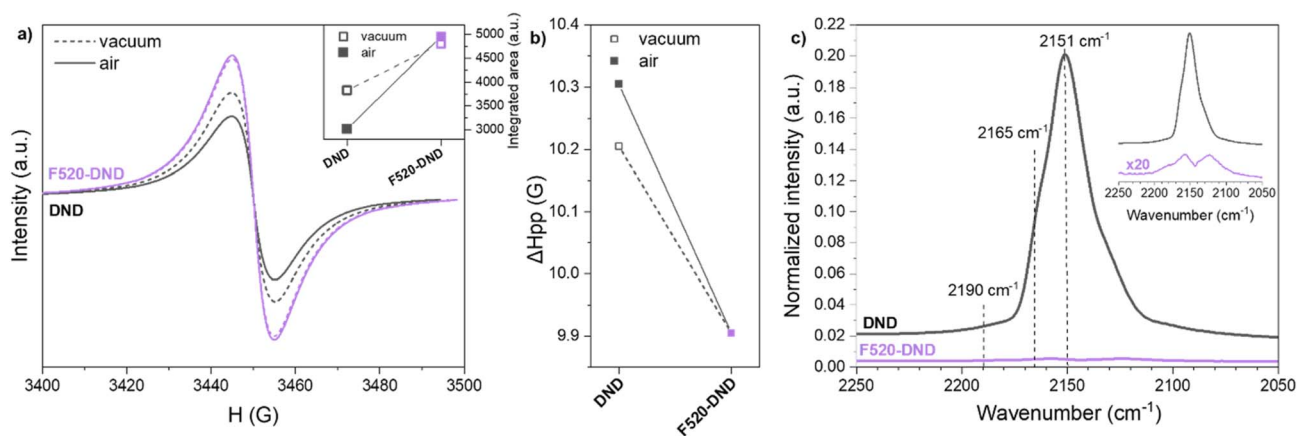 a)
vacuum
air
F520-DND
DND
Intensity (a.u.)
3400 3420 3440 3460 3480 3500
H (G)
vacuum
air
5000
4750
4500
3750
3500
3250
3000
Integrated area (a.u.)
DND
F520-DND
b)
10.4
10.3
10.2
10.1
10.0
9.9
ΔHpp (G)
vacuum
air
DND
F520-DND
c)
0.22
0.20
0.18
0.16
0.14
0.12
0.10
0.08
0.06
0.04
0.02
0.00
Normalized intensity (a.u.)
2151 cm⁻¹
2165 cm⁻¹
2190 cm⁻¹
DND
F520-DND
2250 2200 2150 2100 2050
Wavenumber (cm⁻¹)
x20
2250 2200 2150 2100 2050
Wavenumber (cm⁻¹)